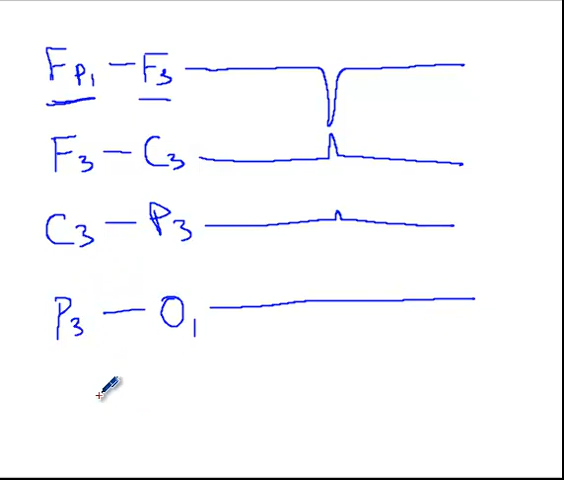 Fp1 – F3
F3 – C3
C3 – P3
P3 – O1